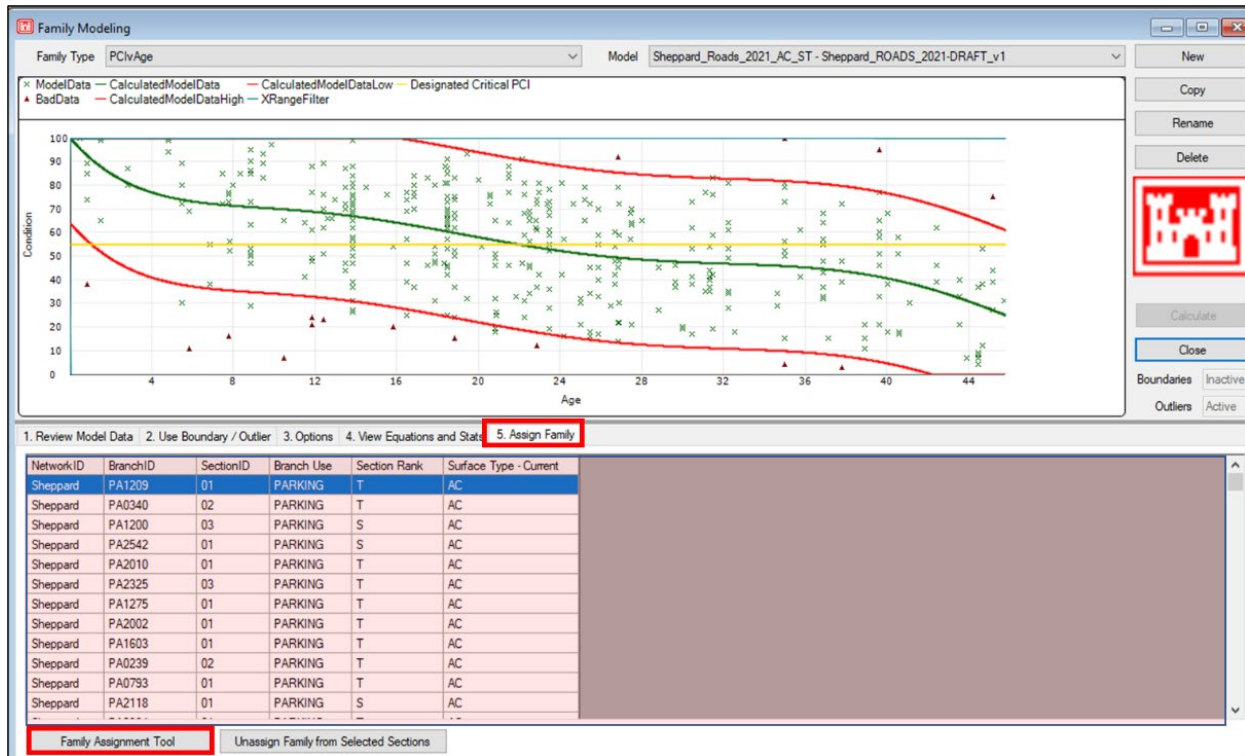 Family Modeling
Family Type PCIvAge Model Sheppard_Roads_2021_AC_ST - Sheppard_ROADS_2021-DRAFT_v1 New
ModelData CalculatedModelData CalculatedModelDataLow Designated Critical PCI
BadData CalculatedModelDataHigh XRangeFilter
Copy
Rename
Delete
Condition
100
90
80
70
60
50
40
30
20
10
0
4 8 12 16 20 24 28 32 36 40 44
Age
Calculate
Close
Boundaries Inactive
Outliers Active
1. Review Model Data 2. Use Boundary / Outlier 3. Options 4. View Equations and Stats 5. Assign Family
NetworkID BranchID SectionID Branch Use Section Rank Surface Type - Current
Sheppard PA1209 01 PARKING T AC
Sheppard PA0340 02 PARKING T AC
Sheppard PA1200 03 PARKING S AC
Sheppard PA2542 01 PARKING S AC
Sheppard PA2010 01 PARKING T AC
Sheppard PA2325 03 PARKING T AC
Sheppard PA1275 01 PARKING T AC
Sheppard PA2002 01 PARKING T AC
Sheppard PA1603 01 PARKING T AC
Sheppard PA0239 02 PARKING T AC
Sheppard PA0793 01 PARKING T AC
Sheppard PA2118 01 PARKING S AC
Family Assignment Tool Unassign Family from Selected Sections